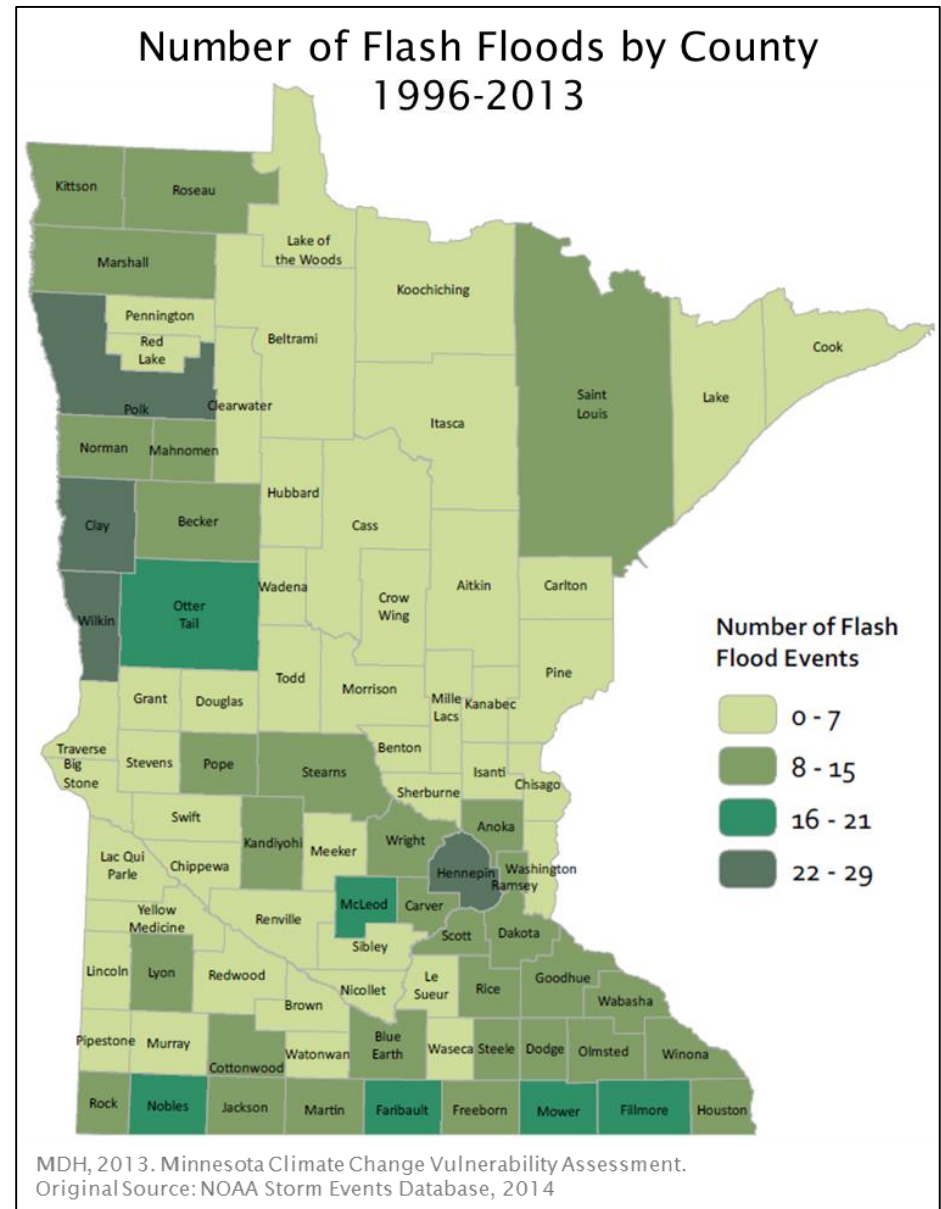 Number of Flash Floods by County
1996-2013
Kittson
Roseau
Lake of
the Woods
Marshall
Koochiching
Pennington
Red
Lake
Beltrami
Cook
Polk
Clearwater
Saint
Louis
Lake
Itasca
Norman
Mahnomen
Hubbard
Clay
Becker
Cass
Wadena
Aitkin
Carlton
Crow
Wing
Otter
Tail
Wilkin
Number of Flash
Flood Events
0 - 7
8 - 15
16 - 21
22 - 29
Grant
Douglas
Todd
Morrison
Mille
Lacs
Kanabec
Pine
Traverse
Big
Stone
Stevens
Pope
Stearns
Benton
Isanti
Sherburne
Chisago
Swift
Kandiyohi
Meeker
Wright
Anoka
Lac Qui
Parle
Chippewa
Hennepin
Washington
Ramsey
McLeod
Carver
Yellow
Medicine
Renville
Scott
Dakota
Sibley
Lincoln
Lyon
Redwood
Nicollet
Le
Sueur
Rice
Goodhue
Wabasha
Brown
Pipestone
Murray
Cottonwood
Watonwan
Blue
Earth
Waseca
Steele
Dodge
Olmsted
Winona
Rock
Nobles
Jackson
Martin
Faribault
Freeborn
Mower
Fillmore
Houston
MDH, 2013. Minnesota Climate Change Vulnerability Assessment.
Original Source: NOAA Storm Events Database, 2014